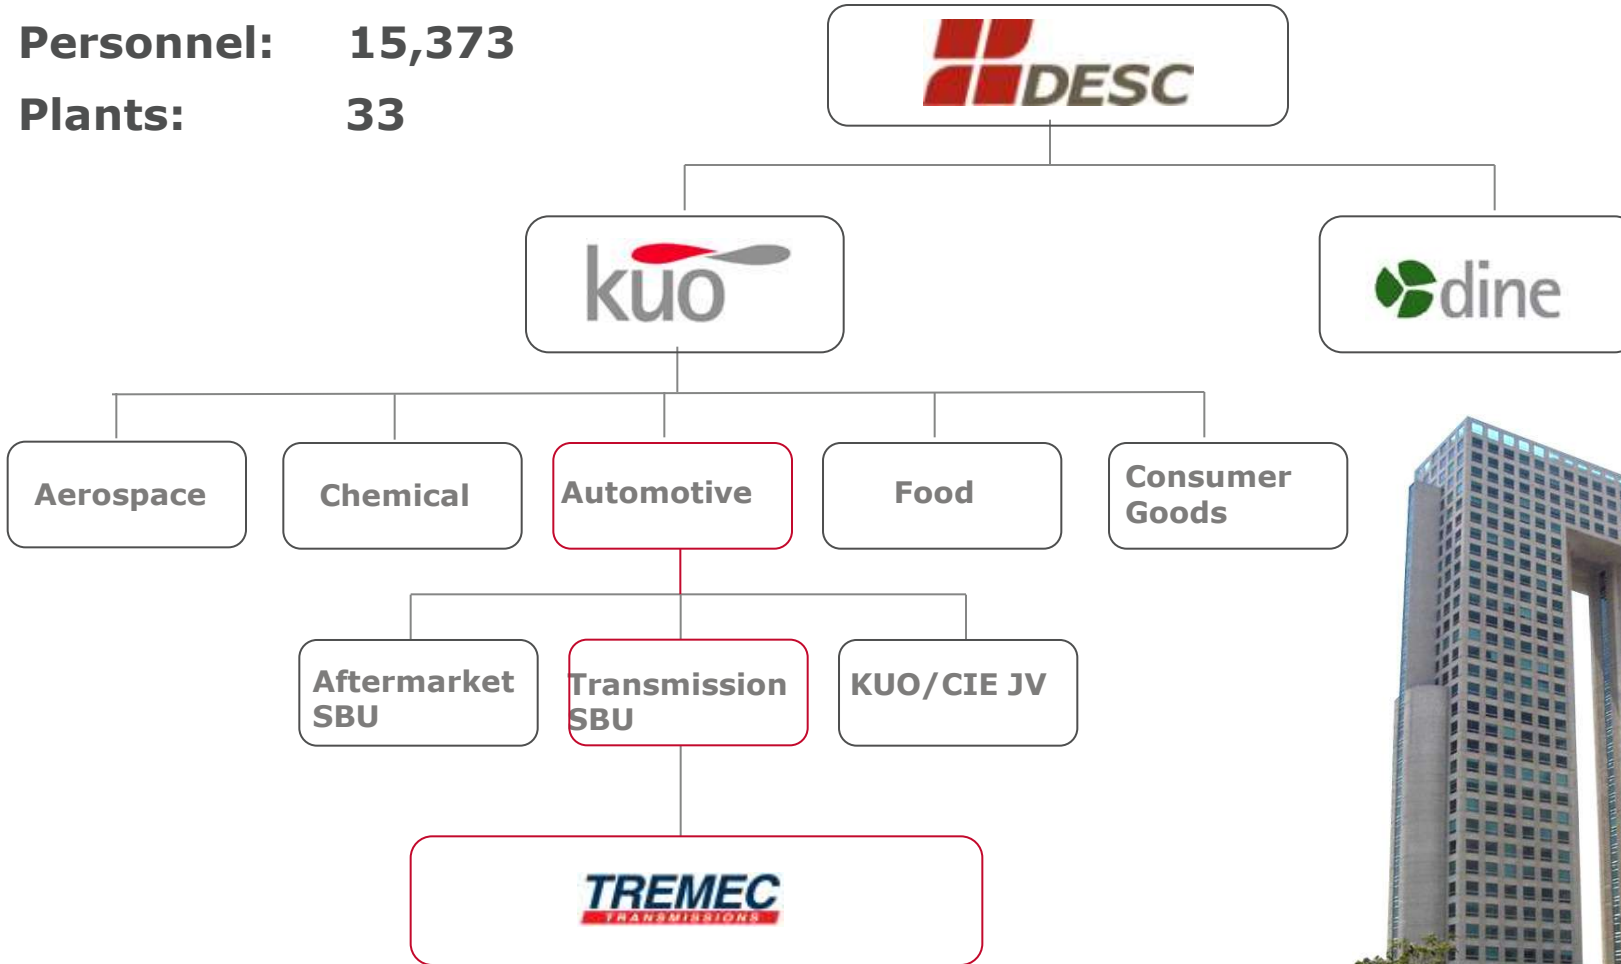 Personnel: 15,373
Plants: 33
DESC
kuo
dine
Aerospace
Chemical
Automotive
Food
Consumer
Goods
Aftermarket
SBU
Transmission
SBU
KUO/CIE JV
TREMEC
TRANSMISSIONS